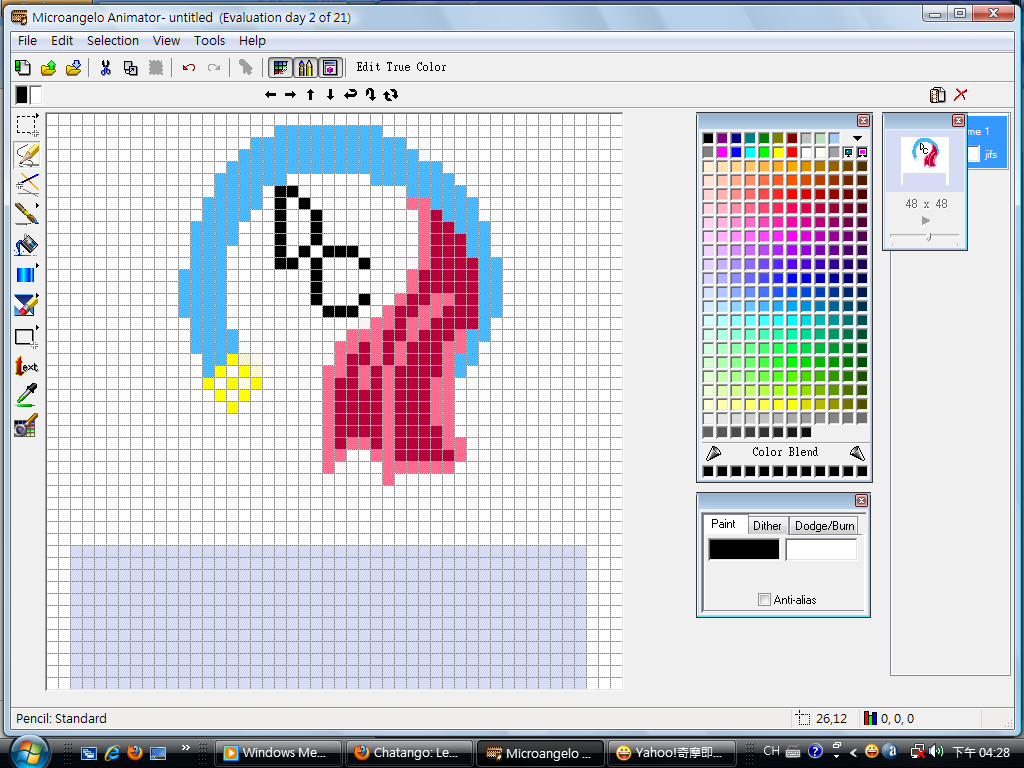 Microangelo Animator- untitled (Evaluation day 2 of 21)
File Edit Selection View Tools Help
Edit True Color
me 1
jifs
48 x 48
Text
Color Blend
Paint Dither Dodge/Burn
Anti-alias
Pencil: Standard
26,12
0, 0, 0
Windows Me...
Chatango: Le...
Microangelo ...
Yahoo!奇摩即...
CH
下午 04:28